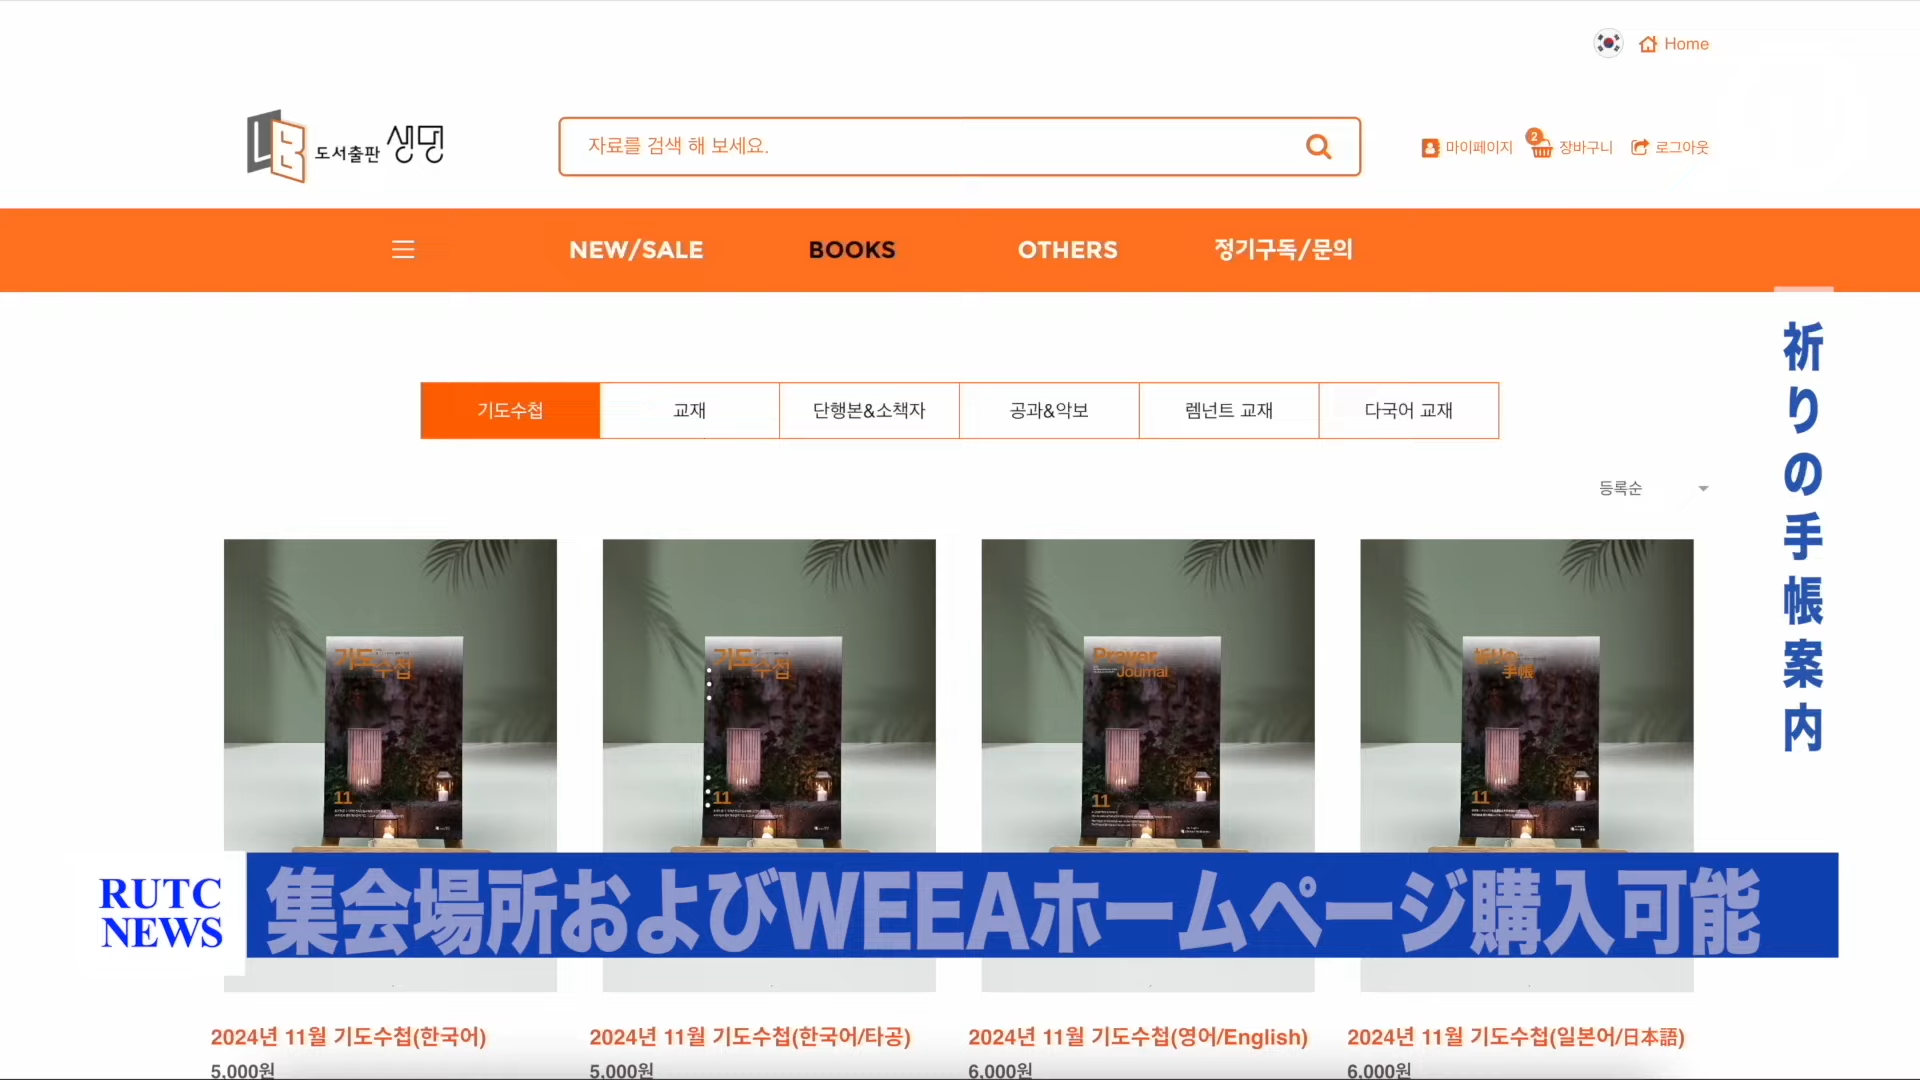 Home
LB 도서출판 생명
자료를 검색 해 보세요.
마이페이지
2
장바구니
로그아웃
NEW/SALE
BOOKS
OTHERS
정기구독/문의
기도수첩
교재
단행본&소책자
공과&악보
렘넌트 교재
다국어 교재
등록순
祈りの手帳案内
기도수첩
11
기도수첩
11
Prayer Journal
11
祈りの手帳
11
RUTC NEWS
集会場所およびWEEAホームページ購入可能
2024년 11월 기도수첩(한국어)
5,000원
2024년 11월 기도수첩(한국어/타공)
5,000원
2024년 11월 기도수첩(영어/English)
6,000원
2024년 11월 기도수첩(일본어/日本語)
6,000원